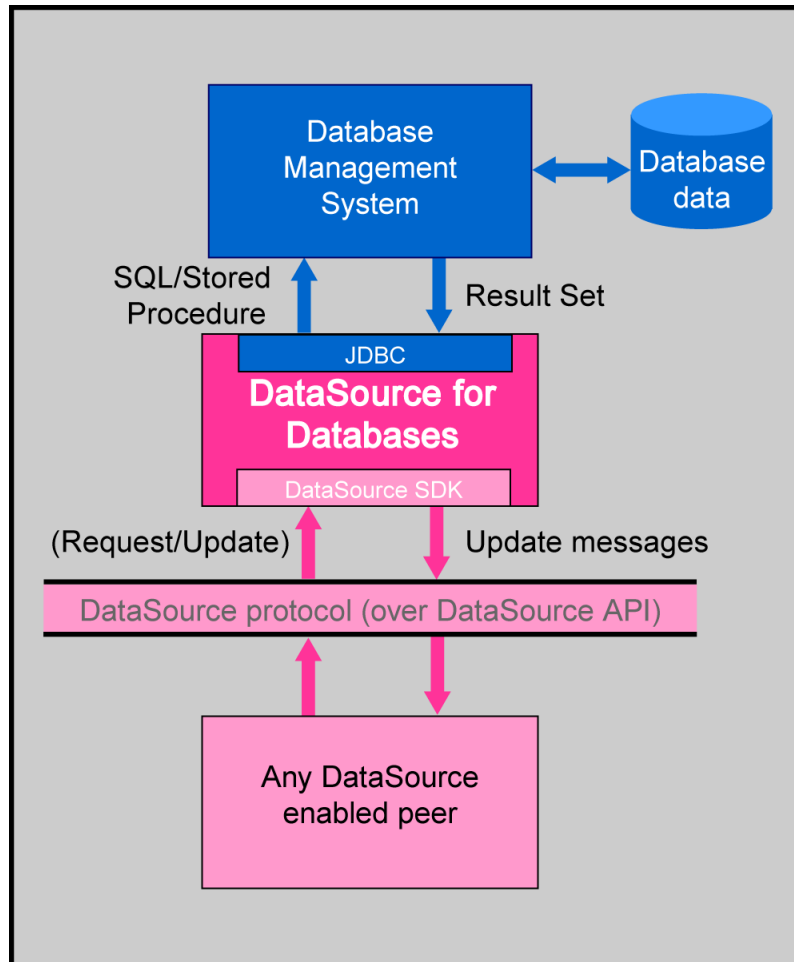 Database
Management
System
Database
data
SQL/Stored
Procedure
Result Set
JDBC
DataSource for
Databases
DataSource SDK
(Request/Update)
Update messages
DataSource protocol (over DataSource API)
Any DataSource
enabled peer